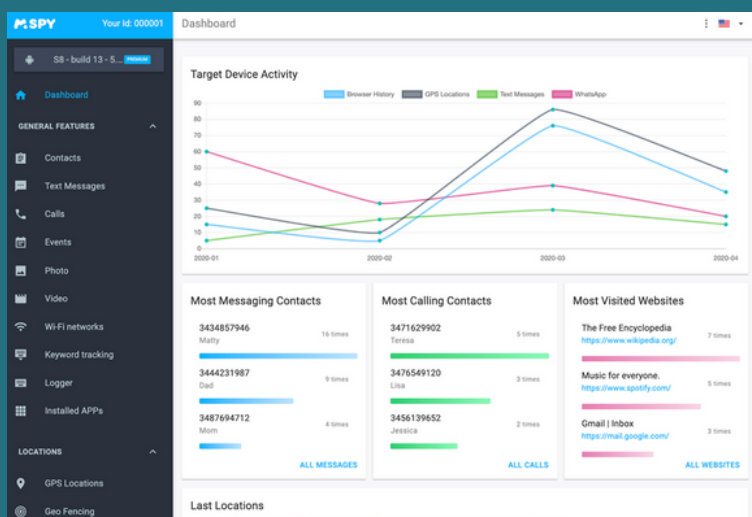 mSPY
Your Id: 000001
Dashboard
S8 - build 13 - 5... PREMIUM
Dashboard
GENERAL FEATURES
Contacts
Text Messages
Calls
Events
Photo
Video
Wi-Fi networks
Keyword tracking
Logger
Installed APPs
LOCATIONS
GPS Locations
Geo Fencing
Target Device Activity
Browser History GPS Locations Text Messages WhatsApp
90
80
70
60
50
40
30
20
10
0
2020-01 2020-02 2020-03 2020-04
Most Messaging Contacts
3434857946
Matty
16 times
3444231987
Dad
9 times
3487694712
Mom
4 times
ALL MESSAGES
Most Calling Contacts
3471629902
Teresa
5 times
3476549120
Lisa
3 times
3456139652
Jessica
2 times
ALL CALLS
Most Visited Websites
The Free Encyclopedia
https://www.wikipedia.org/
7 times
Music for everyone.
https://www.spotify.com/
5 times
Gmail | Inbox
https://mail.google.com/
3 times
ALL WEBSITES
Last Locations